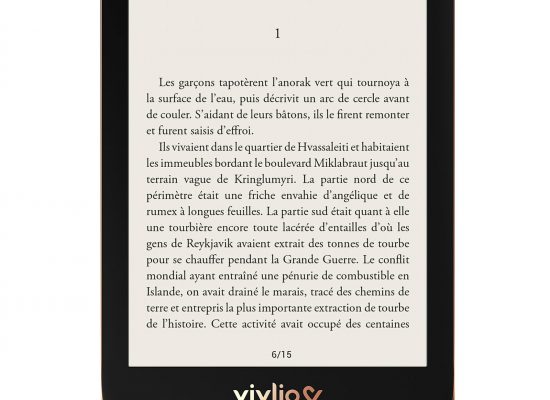 1
Les garçons tapotèrent l’anorak vert qui tournoya à
la surface de l’eau, puis décrivit un arc de cercle avant
de couler. S’aidant de leurs bâtons, ils le firent remonter
et furent saisis d’effroi.
Ils vivaient dans le quartier de Hvassaleiti et habitaient
les immeubles bordant le boulevard Miklabraut jusqu’au
terrain vague de Kringlumyri. La partie nord de ce
périmètre était une friche envahie d’angélique et de
rumex à longues feuilles. La partie sud était quant à elle
une tourbière encore toute lacérée d’entailles d’où les
gens de Reykjavik avaient extrait des tonnes de tourbe
pour se chauffer pendant la Grande Guerre. Le conflit
mondial ayant entraîné une pénurie de combustible en
Islande, on avait drainé le marais, tracé des chemins de
terre et entrepris la plus importante extraction de tourbe
de l’histoire. Cette activité avait occupé des centaines
6/15
vivlio